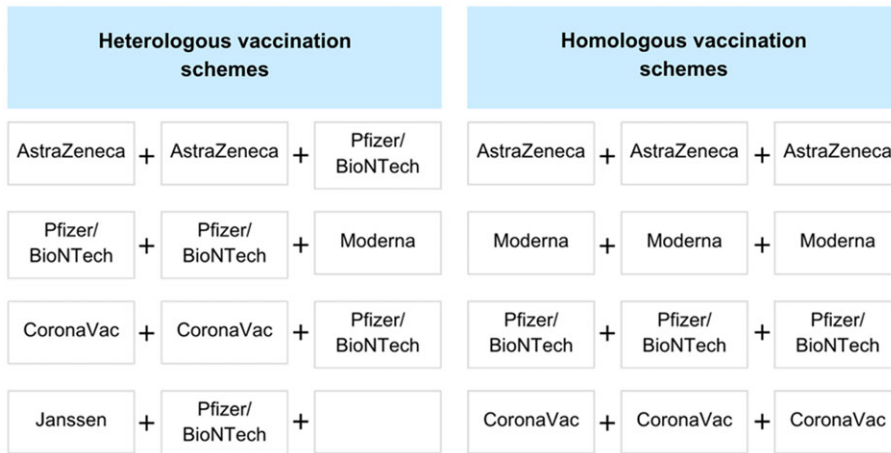 Heterologous vaccination
schemes
Homologous vaccination
schemes
AstraZeneca + AstraZeneca + Pfizer/
BioNTech
AstraZeneca + AstraZeneca + AstraZeneca
Pfizer/
BioNTech + Pfizer/
BioNTech + Moderna
Moderna + Moderna + Moderna
CoronaVac + CoronaVac + Pfizer/
BioNTech
Pfizer/
BioNTech + Pfizer/
BioNTech + Pfizer/
BioNTech
Janssen + Pfizer/
BioNTech +
CoronaVac + CoronaVac + CoronaVac